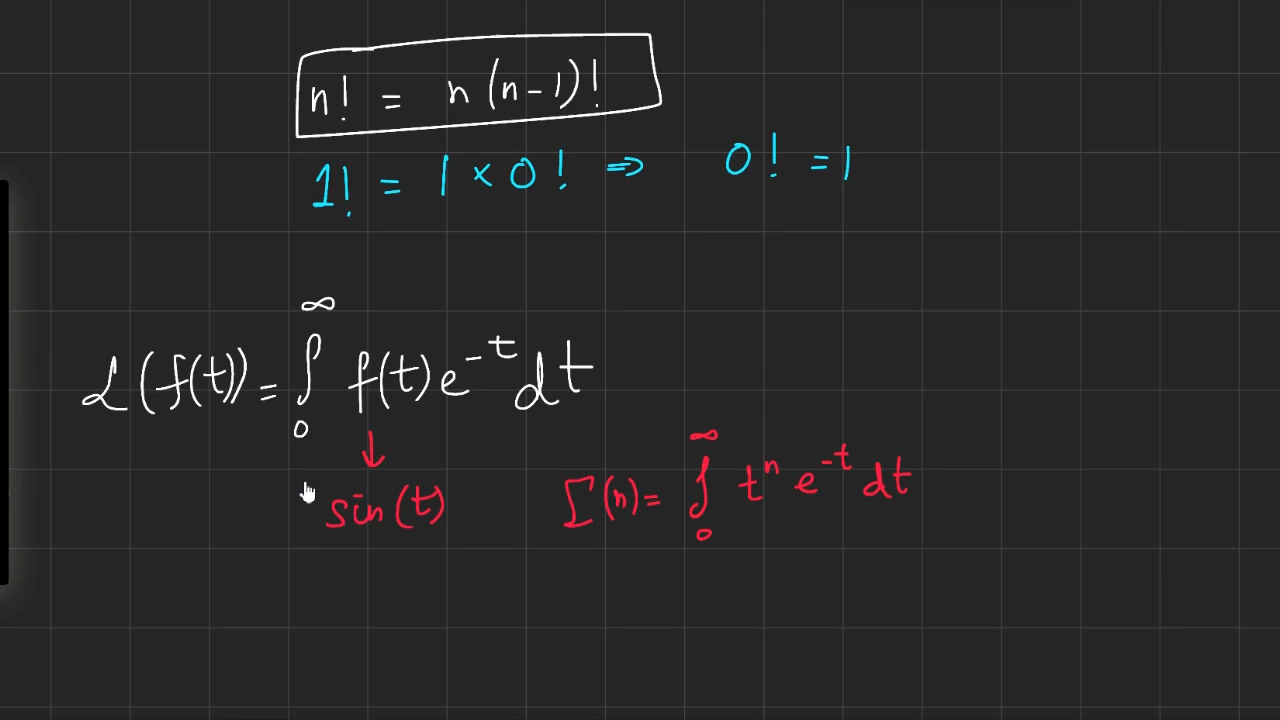 n! = n(n-1)!
1! = 1 × 0! ⇒ 0! = 1
ℒ(f(t)) = ∫₀^∞ f(t) e^{-t} dt
↓
sin(t) Σ(n) = ∫₀^∞ t^n e^{-t} dt